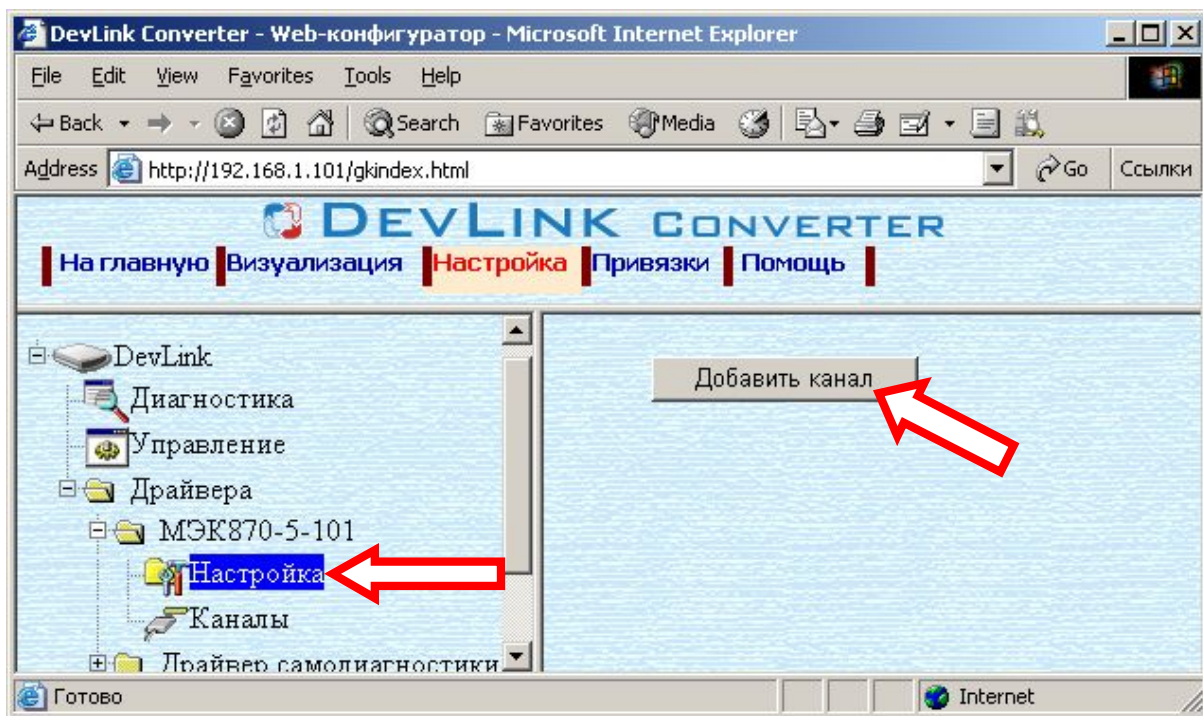 DevLink Converter - Web-конфигуратор - Microsoft Internet Explorer
File Edit View Favorites Tools Help
Back Search Favorites Media
Address http://192.168.1.101/gkindex.html Go Ссылки
DEVLINK CONVERTER
На главную Визуализация Настройка Привязки Помощь
DevLink
Добавить канал
Диагностика
Управление
Драйвера
МЭК870-5-101
Настройка
Каналы
Драйвер самодиагностики
Готово Internet